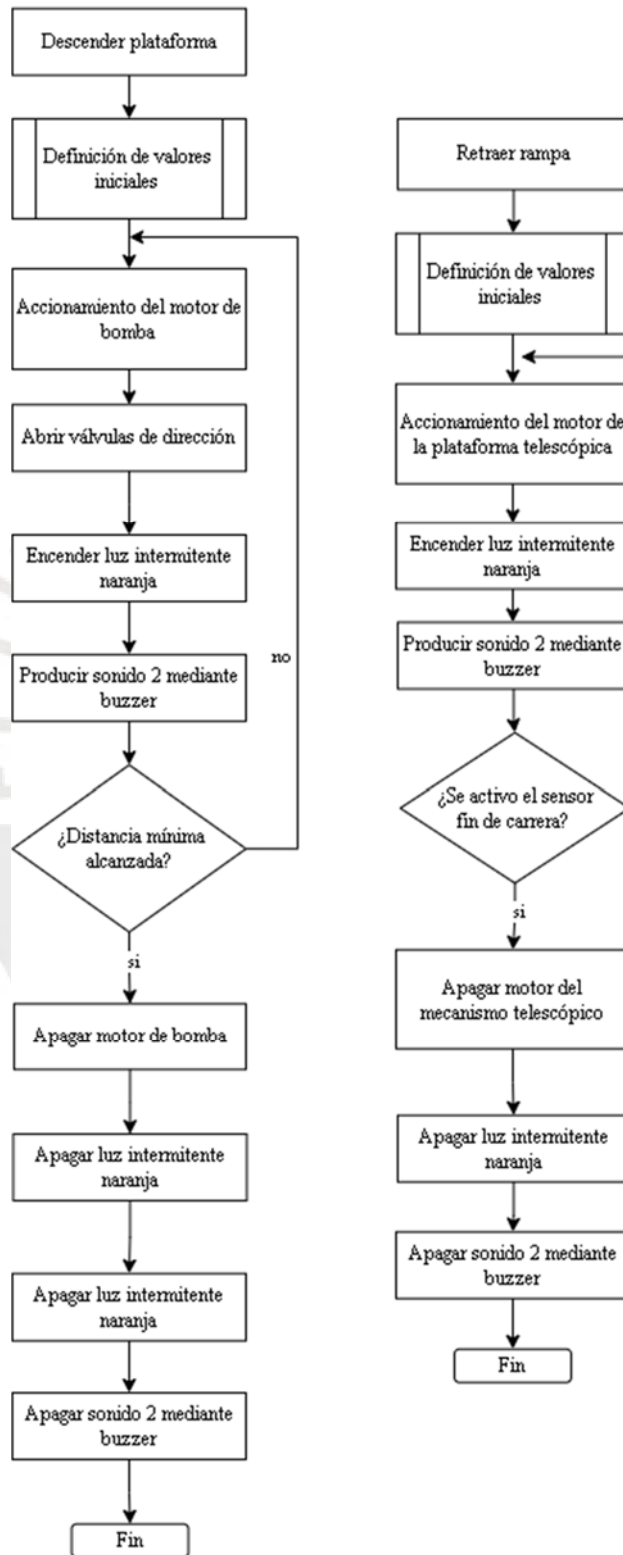 Descender plataforma
Definición de valores
iniciales
Accionamiento del motor de
bomba
Abrir válvulas de dirección
Encender luz intermitente
naranja
Producir sonido 2 mediante
buzzer
no
¿Distancia mínima
alcanzada?
si
Apagar motor de bomba
Apagar luz intermitente
naranja
Apagar luz intermitente
naranja
Apagar sonido 2 mediante
buzzer
Fin
Retraer rampa
Definición de valores
iniciales
Accionamiento del motor de
la plataforma telescópica
Encender luz intermitente
naranja
Producir sonido 2 mediante
buzzer
¿Se activo el sensor
fin de carrera?
si
Apagar motor del
mecanismo telescópico
Apagar luz intermitente
naranja
Apagar sonido 2 mediante
buzzer
Fin